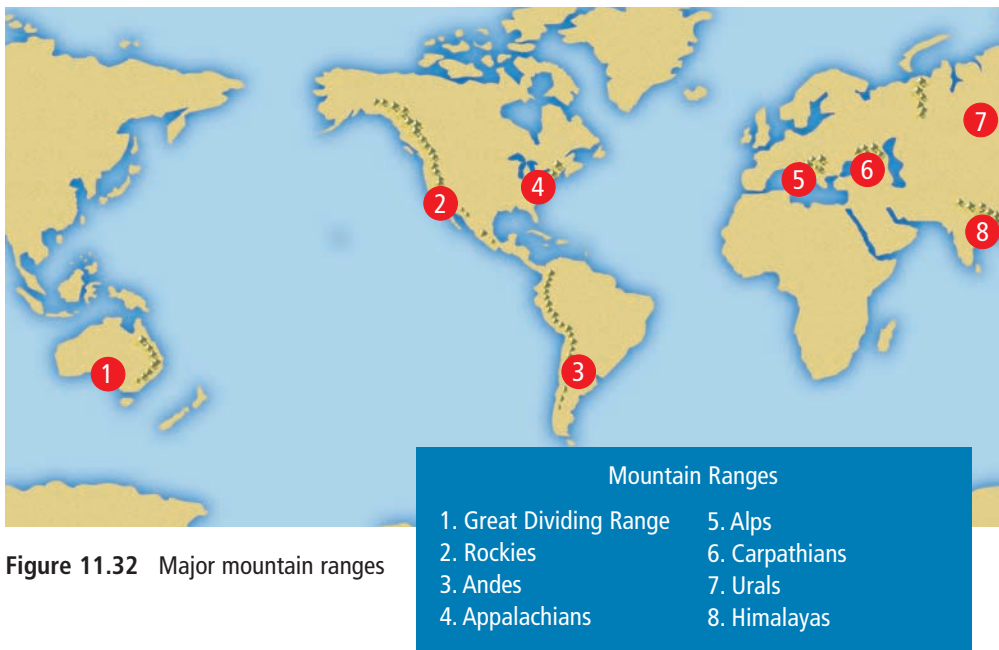 7
6
5
4
2
8
1
3
Mountain Ranges
1. Great Dividing Range
2. Rockies
3. Andes
4. Appalachians
5. Alps
6. Carpathians
7. Urals
8. Himalayas
Figure 11.32 Major mountain ranges